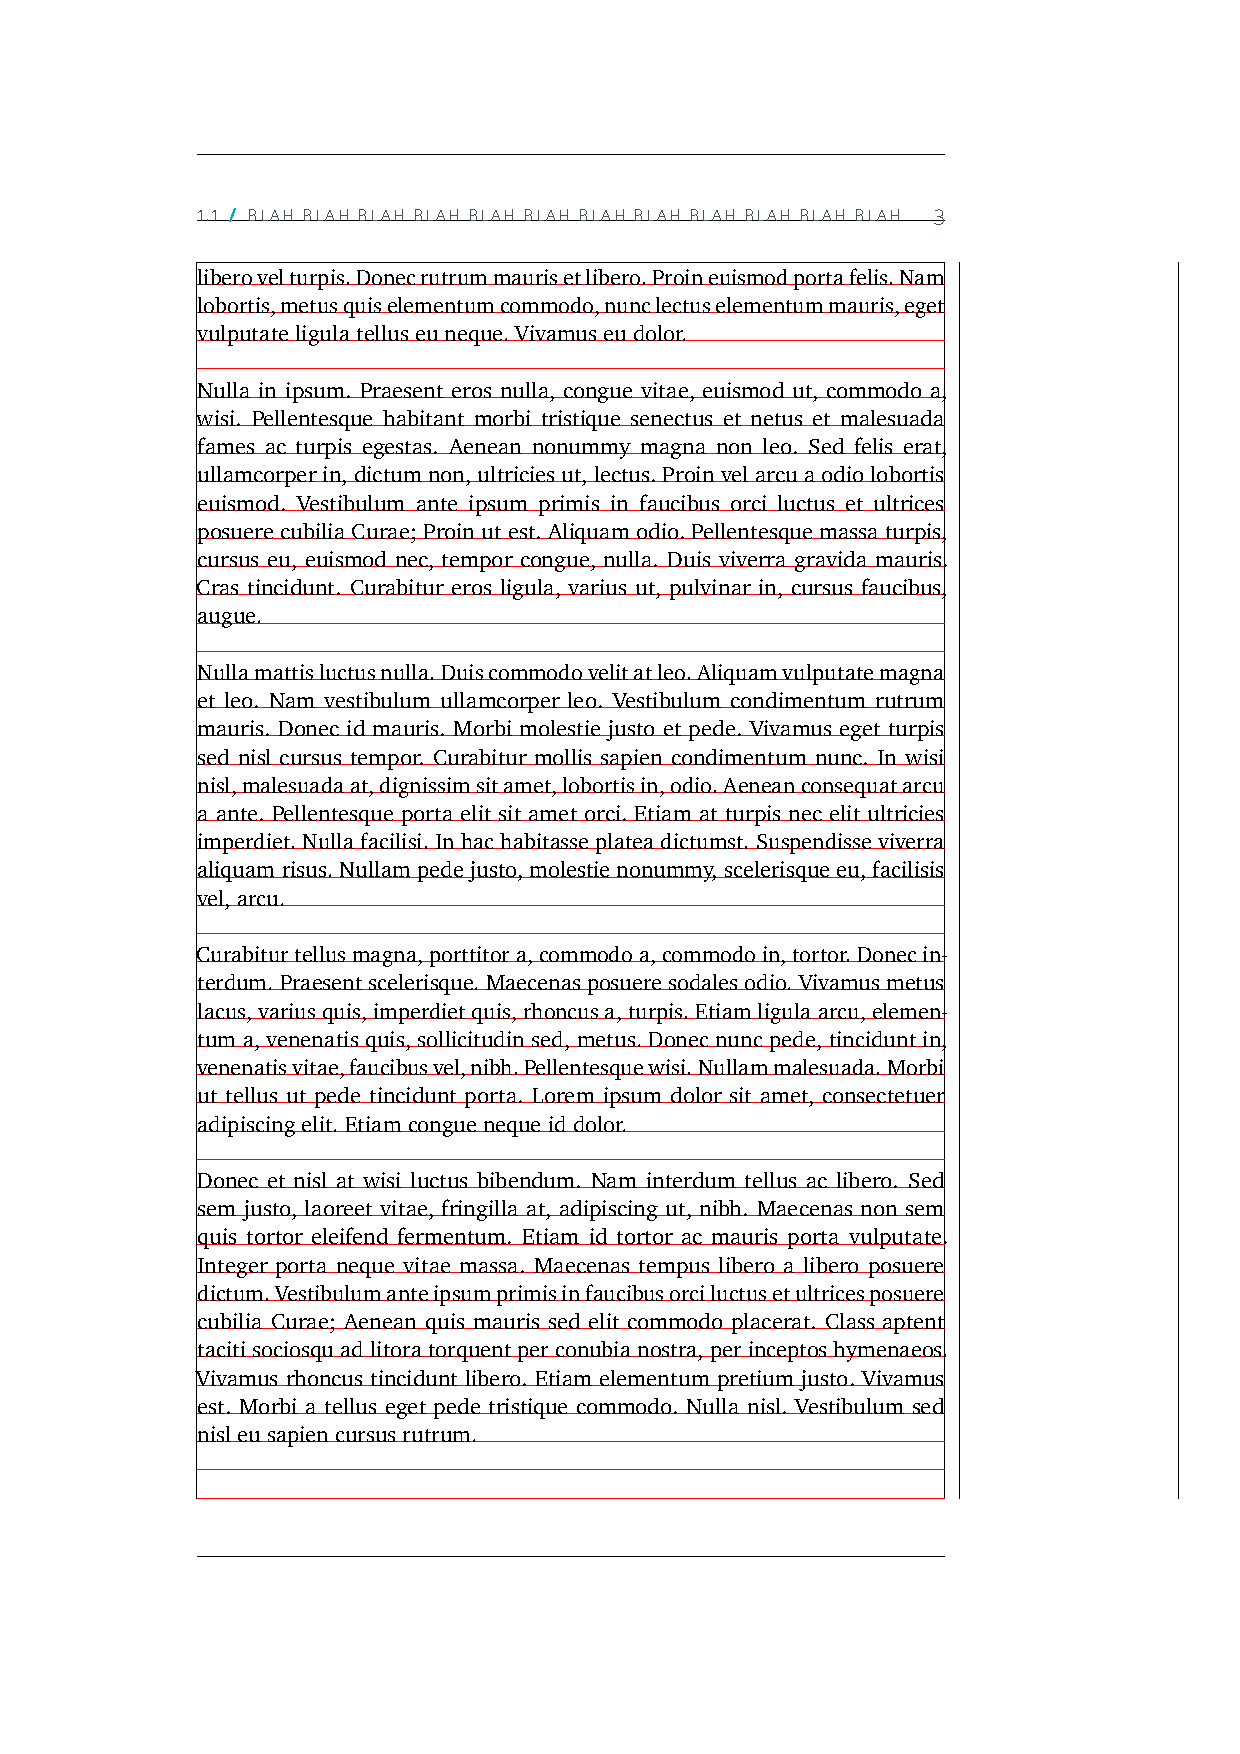 1.1 / BLAH BLAH BLAH BLAH BLAH BLAH BLAH BLAH BLAH BLAH BLAH BLAH 3
libero vel turpis. Donec rutrum mauris et libero. Proin euismod porta felis. Nam
lobortis, metus quis elementum commodo, nunc lectus elementum mauris, eget
vulputate ligula tellus eu neque. Vivamus eu dolor.
Nulla in ipsum. Praesent eros nulla, congue vitae, euismod ut, commodo a,
wisi. Pellentesque habitant morbi tristique senectus et netus et malesuada
fames ac turpis egestas. Aenean nonummy magna non leo. Sed felis erat,
ullamcorper in, dictum non, ultricies ut, lectus. Proin vel arcu a odio lobortis
euismod. Vestibulum ante ipsum primis in faucibus orci luctus et ultrices
posuere cubilia Curae; Proin ut est. Aliquam odio. Pellentesque massa turpis,
cursus eu, euismod nec, tempor congue, nulla. Duis viverra gravida mauris.
Cras tincidunt. Curabitur eros ligula, varius ut, pulvinar in, cursus faucibus,
augue.
Nulla mattis luctus nulla. Duis commodo velit at leo. Aliquam vulputate magna
et leo. Nam vestibulum ullamcorper leo. Vestibulum condimentum rutrum
mauris. Donec id mauris. Morbi molestie justo et pede. Vivamus eget turpis
sed nisl cursus tempor. Curabitur mollis sapien condimentum nunc. In wisi
nisl, malesuada at, dignissim sit amet, lobortis in, odio. Aenean consequat arcu
a ante. Pellentesque porta elit sit amet orci. Etiam at turpis nec elit ultricies
imperdiet. Nulla facilisi. In hac habitasse platea dictumst. Suspendisse viverra
aliquam risus. Nullam pede justo, molestie nonummy, scelerisque eu, facilisis
vel, arcu.
Curabitur tellus magna, porttitor a, commodo a, commodo in, tortor. Donec in-
terdum. Praesent scelerisque. Maecenas posuere sodales odio. Vivamus metus
lacus, varius quis, imperdiet quis, rhoncus a, turpis. Etiam ligula arcu, elemen-
tum a, venenatis quis, sollicitudin sed, metus. Donec nunc pede, tincidunt in,
venenatis vitae, faucibus vel, nibh. Pellentesque wisi. Nullam malesuada. Morbi
ut tellus ut pede tincidunt porta. Lorem ipsum dolor sit amet, consectetuer
adipiscing elit. Etiam congue neque id dolor.
Donec et nisl at wisi luctus bibendum. Nam interdum tellus ac libero. Sed
sem justo, laoreet vitae, fringilla at, adipiscing ut, nibh. Maecenas non sem
quis tortor eleifend fermentum. Etiam id tortor ac mauris porta vulputate.
Integer porta neque vitae massa. Maecenas tempus libero a libero posuere
dictum. Vestibulum ante ipsum primis in faucibus orci luctus et ultrices posuere
cubilia Curae; Aenean quis mauris sed elit commodo placerat. Class aptent
taciti sociosqu ad litora torquent per conubia nostra, per inceptos hymenaeos.
Vivamus rhoncus tincidunt libero. Etiam elementum pretium justo. Vivamus
est. Morbi a tellus eget pede tristique commodo. Nulla nisl. Vestibulum sed
nisl eu sapien cursus rutrum.